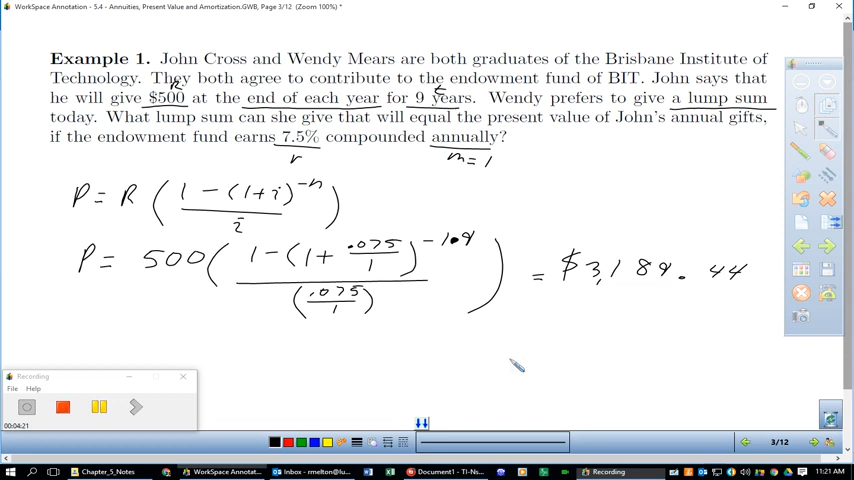 WorkSpace Annotation - 5.4 - Annuities, Present Value and Amortization.GWB, Page 3/12 (Zoom 100%) *
Example 1. John Cross and Wendy Mears are both graduates of the Brisbane Institute of
Technology. They both agree to contribute to the endowment fund of BIT. John says that
R t
he will give $500 at the end of each year for 9 years. Wendy prefers to give a lump sum
today. What lump sum can she give that will equal the present value of John's annual gifts,
if the endowment fund earns 7.5% compounded annually?
r m=1
P = R (1-(1+i)^-n / i)
P = 500 (1-(1+ .075/1)^-1•9 / (.075/1)) = $3,189.44
Recording
File Help
00:04:21
3/12
Chapter_5_Notes
WorkSpace Annotat...
Inbox - rmelton@lu...
Document1 - TI-Ns...
Recording
11:21 AM